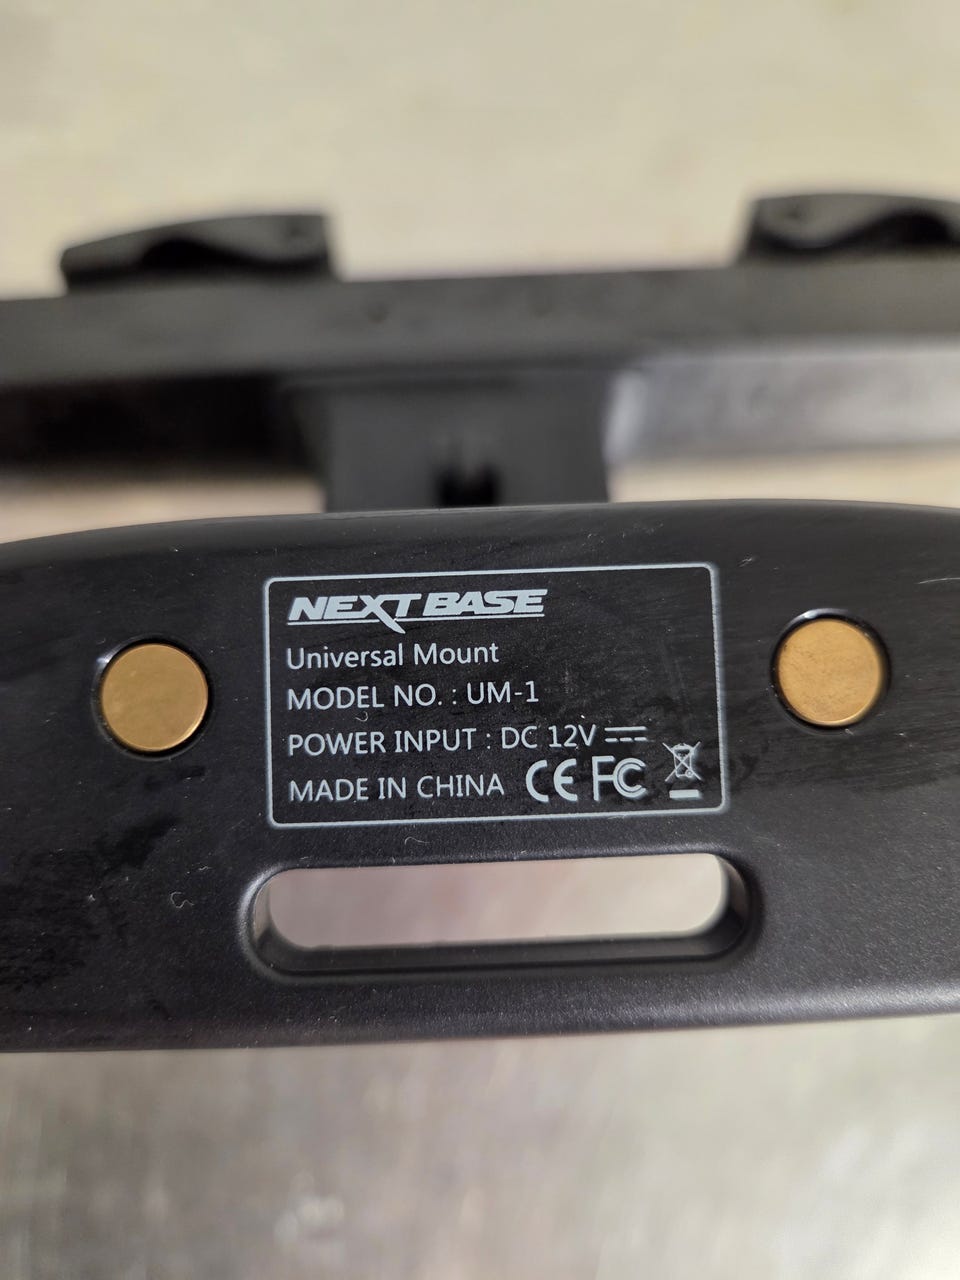 NEXTBASE
Universal Mount
MODEL NO. : UM-1
POWER INPUT : DC 12V
MADE IN CHINA CE FC